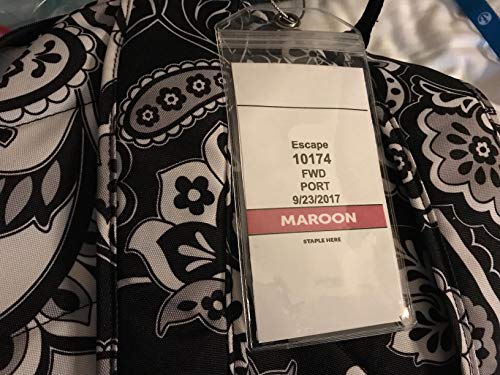 Escape
10174
FWD
PORT
9/23/2017
MAROON
STAPLE HERE